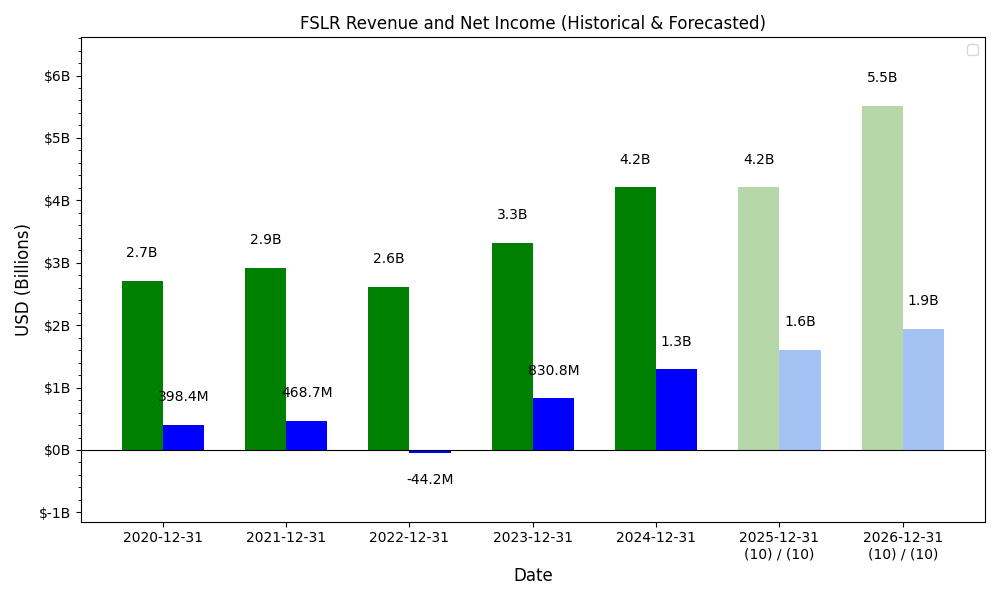 FSLR Revenue and Net Income (Historical & Forecasted)
USD (Billions)
$6B
$5B
$4B
$3B
$2B
$1B
$0B
$-1B
2.7B
398.4M
2.9B
468.7M
2.6B
-44.2M
3.3B
830.8M
4.2B
1.3B
4.2B
1.6B
5.5B
1.9B
2020-12-31
2021-12-31
2022-12-31
2023-12-31
2024-12-31
2025-12-31
(10) / (10)
2026-12-31
(10) / (10)
Date